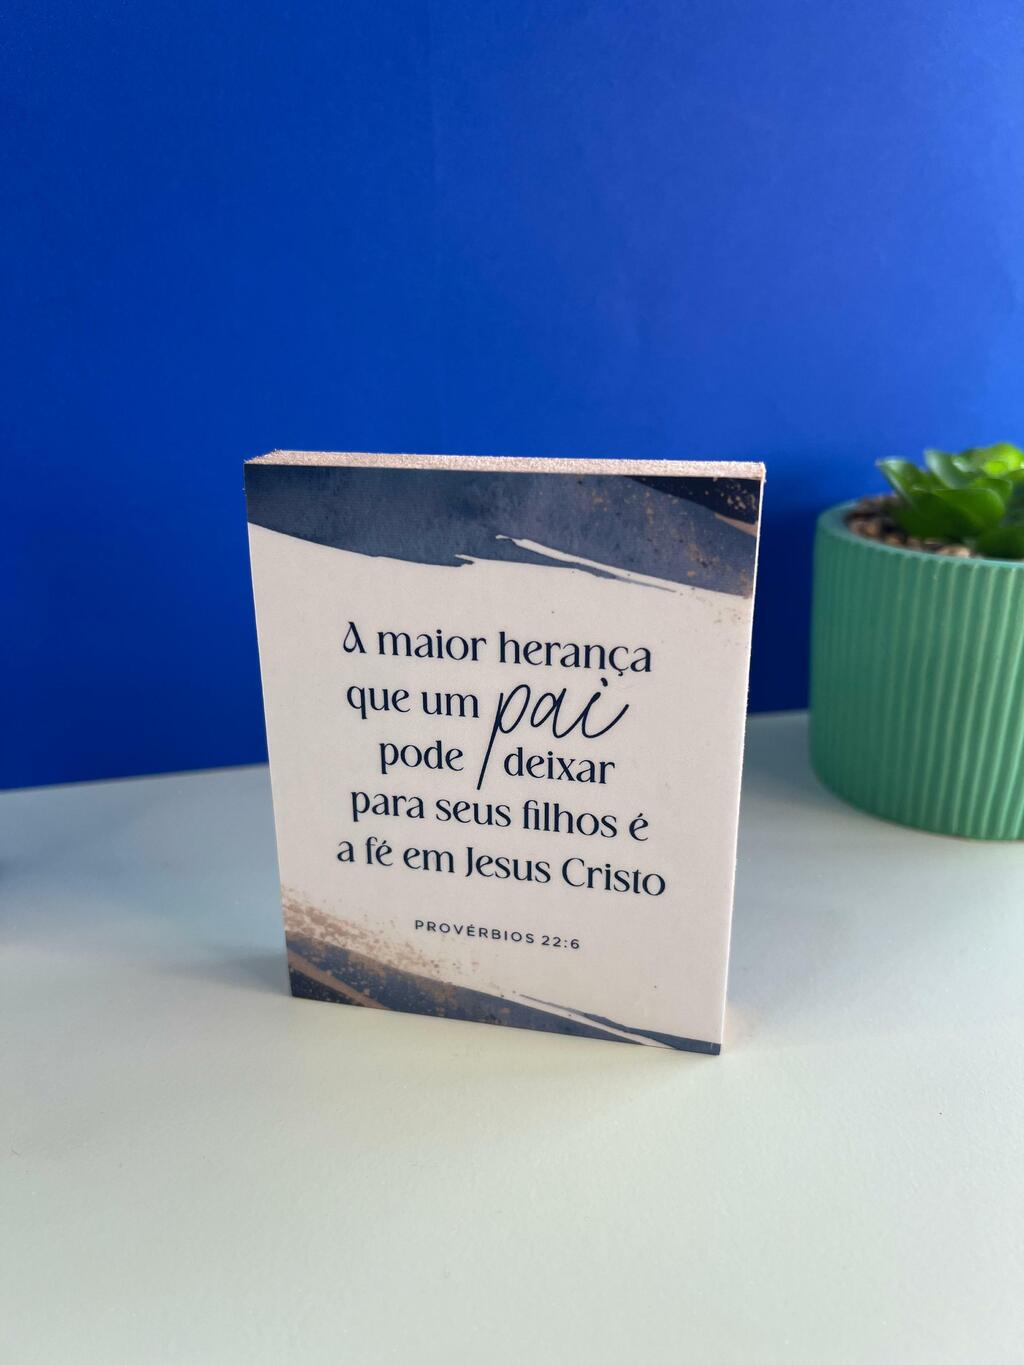 A maior herança
que um pai
pode deixar
para seus filhos é
a fé em Jesus Cristo
PROVÉRBIOS 22:6